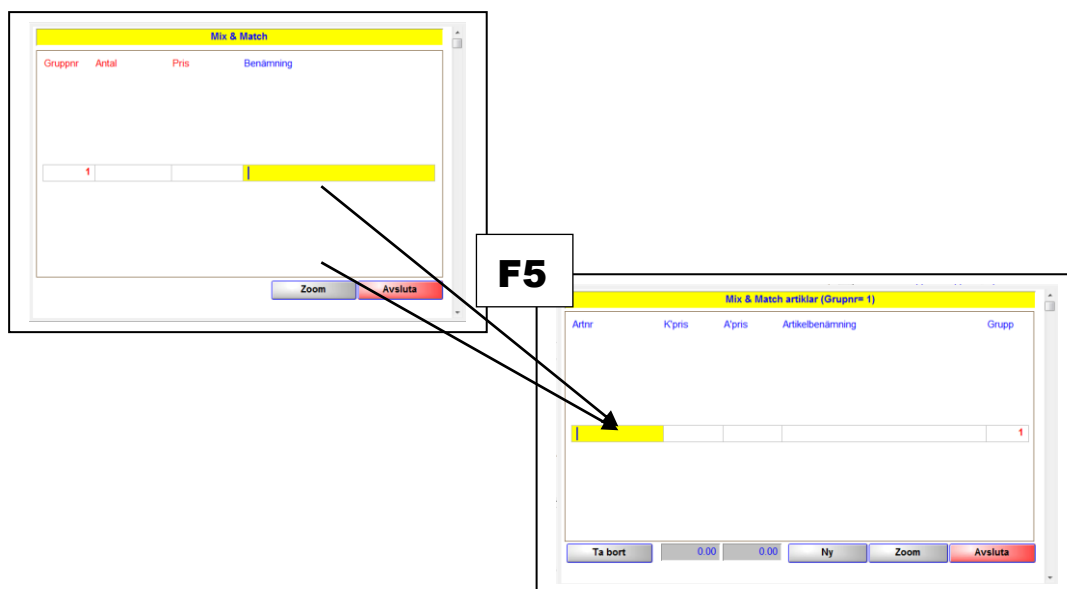 Mix & Match
Gruppnr Antal Pris Benämning
1
Zoom Avsluta
F5
Mix & Match artiklar (Grupnr= 1)
Artnr K'pris A'pris Artikelbenämning Grupp
1
Ta bort 0.00 0.00 Ny Zoom Avsluta